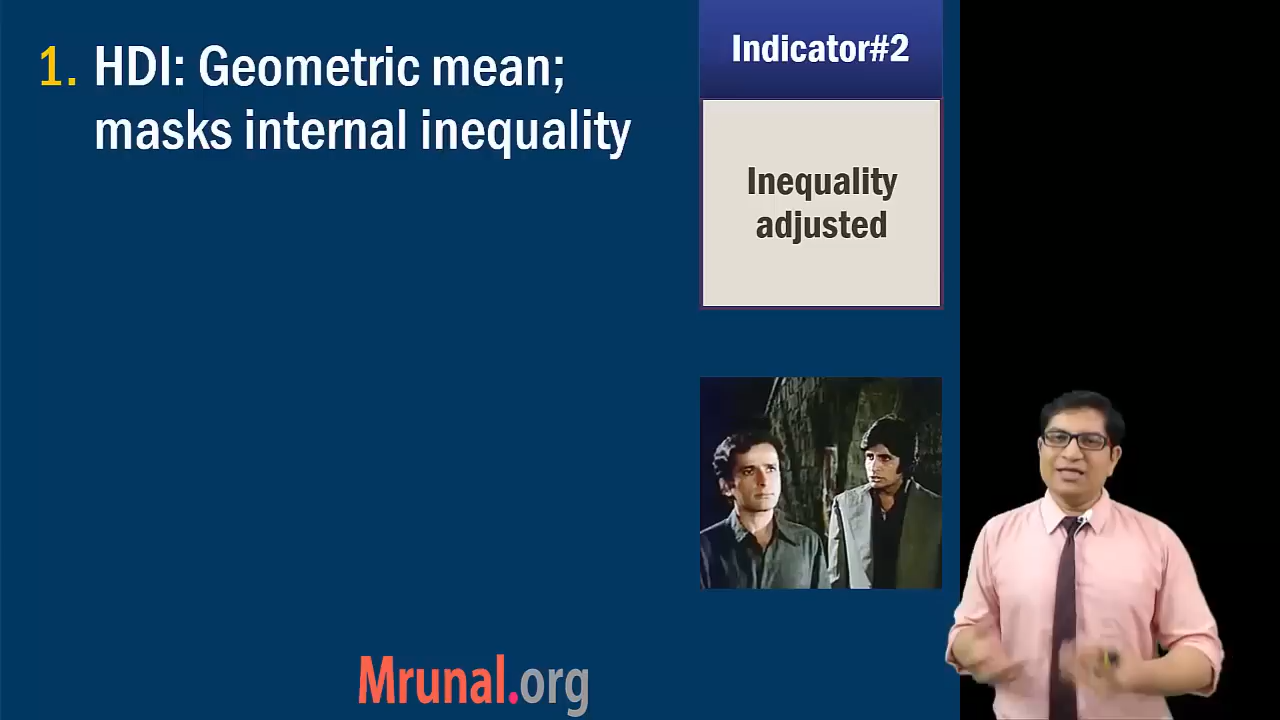 1. HDI: Geometric mean;
masks internal inequality
Indicator#2
Inequality
adjusted
Mrunal.org